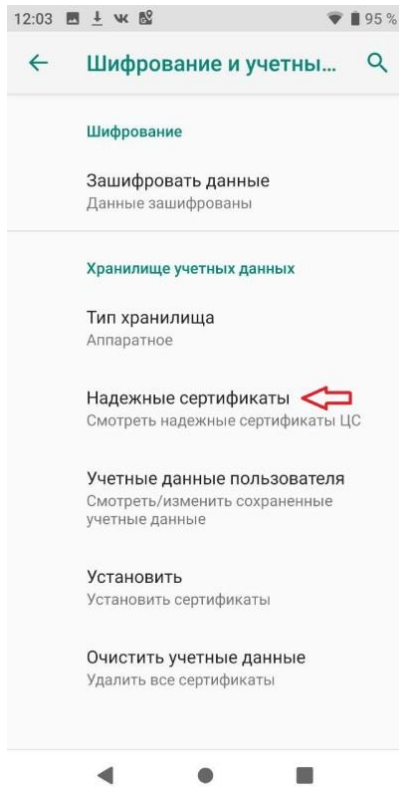 12:03 95 %
Шифрование и учетны...
Шифрование
Зашифровать данные
Данные зашифрованы
Хранилище учетных данных
Тип хранилища
Аппаратное
Надежные сертификаты
Смотреть надежные сертификаты ЦС
Учетные данные пользователя
Смотреть/изменить сохраненные
учетные данные
Установить
Установить сертификаты
Очистить учетные данные
Удалить все сертификаты